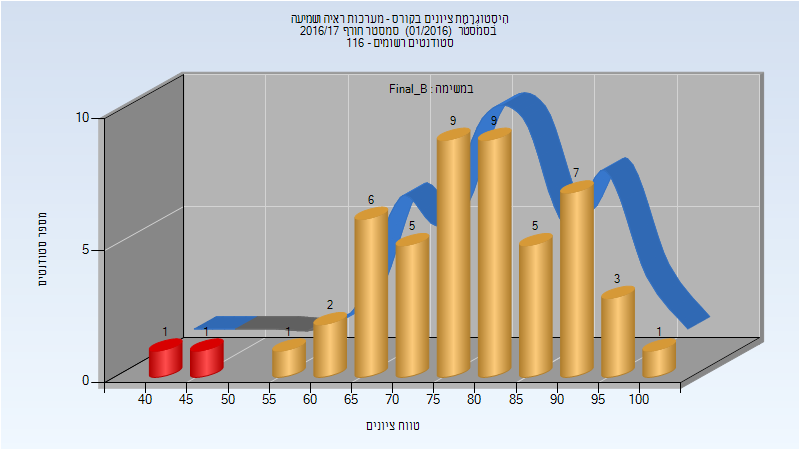 היסטוגרמת ציונים בקורס - מערכות ראיה ושמיעה
בסמסטר (01/2016) סמסטר חורף 2016/17
סטודנטים רשומים - 116
במשימה : Final_B
10
5
0
מספר סטודנטים
1 1 1 2 6 5 9 9 5 7 3 1
40 45 50 55 60 65 70 75 80 85 90 95 100
טווח ציונים